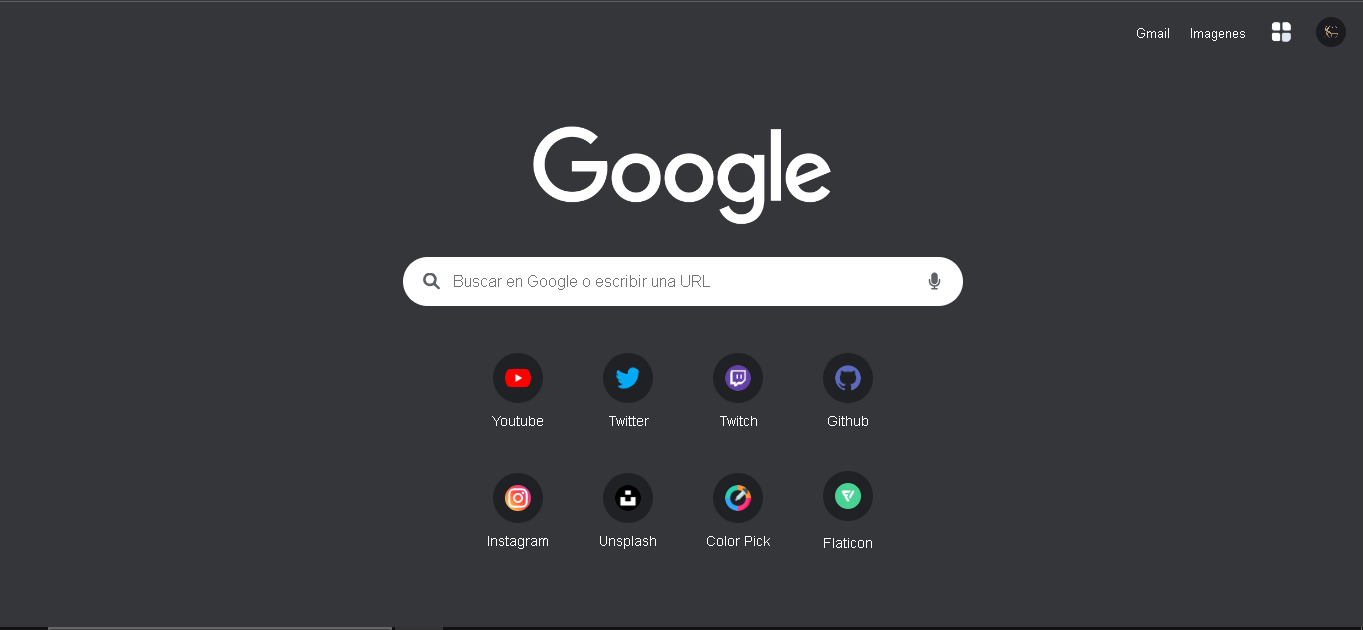 Gmail Imagenes
Google
Buscar en Google o escribir una URL
Youtube Twitter Twitch Github
Instagram Unsplash Color Pick Flaticon